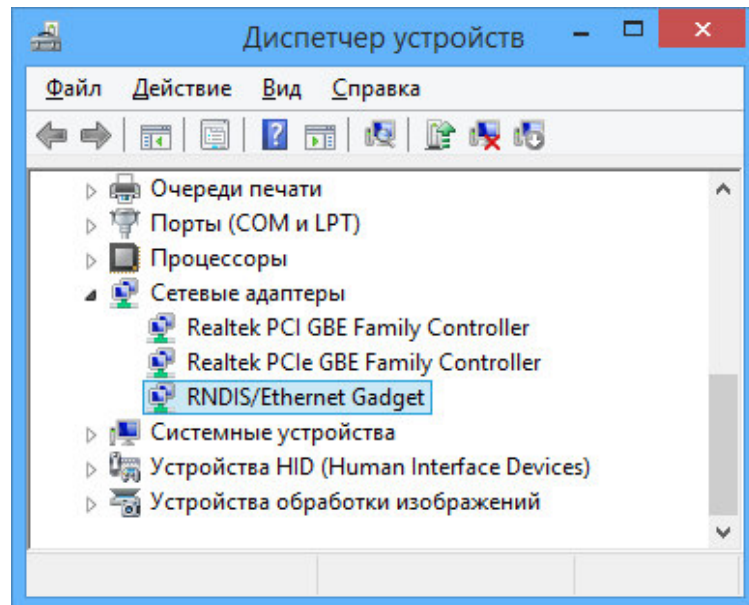 Диспетчер устройств
Файл Действие Вид Справка
Очереди печати
Порты (COM и LPT)
Процессоры
Сетевые адаптеры
Realtek PCI GBE Family Controller
Realtek PCIe GBE Family Controller
RNDIS/Ethernet Gadget
Системные устройства
Устройства HID (Human Interface Devices)
Устройства обработки изображений